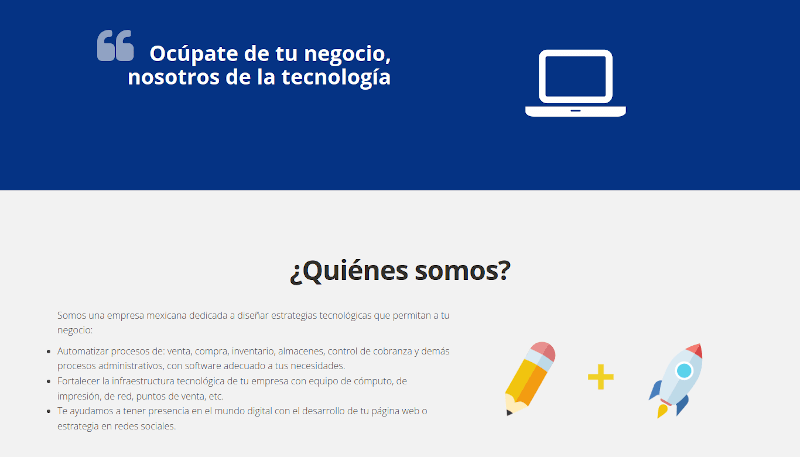 Ocúpate de tu negocio,
nosotros de la tecnología
¿Quiénes somos?
Somos una empresa mexicana dedicada a diseñar estrategias tecnológicas que permitan a tu
negocio:
Automatizar procesos de: venta, compra, inventario, almacenes, control de cobranza y demás
procesos administrativos, con software adecuado a tus necesidades.
Fortalecer la infraestructura tecnológica de tu empresa con equipo de cómputo, de
impresión, de red, puntos de venta, etc.
Te ayudamos a tener presencia en el mundo digital con el desarrollo de tu página web o
estrategia en redes sociales.